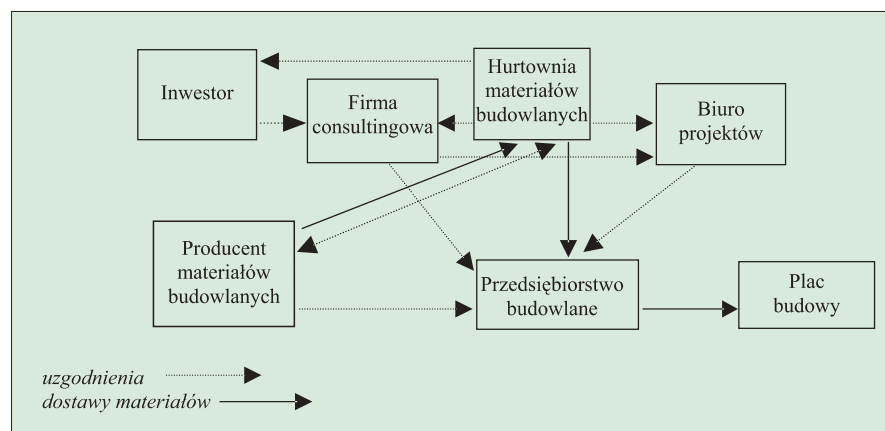 Inwestor
Firma
consultingowa
Hurtownia
materiałów
budowlanych
Biuro
projektów
Producent
materiałów
budowlanych
Przedsiębiorstwo
budowlane
Plac
budowy
uzgodnienia
dostawy materiałów